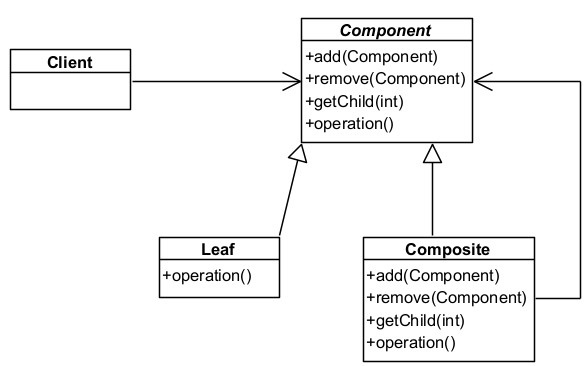 Client
Component
+add(Component)
+remove(Component)
+getChild(int)
+operation()
Leaf
+operation()
Composite
+add(Component)
+remove(Component)
+getChild(int)
+operation()